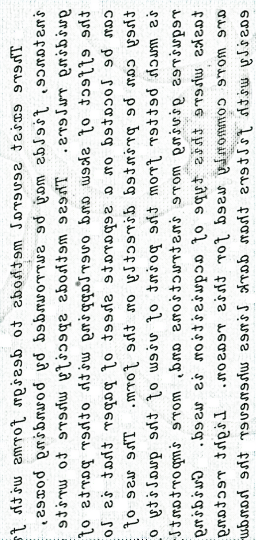 There exist several methods to design forms with f
instance, fields may be surrounded by bounding boxes,
guiding rulers. These methods specify where to write
the effect of skew and overlapping with other parts of
can be located on a separate sheet of paper that is lo
they can be printed directly on the form. The use of
is much better from the point of view of the quality o
requires giving more instructions and, more importantl
tasks where this type of acquisition is used. Guiding
are more commonly used for this reason. Light rectang
easily with filters than dark lines whenever the handw